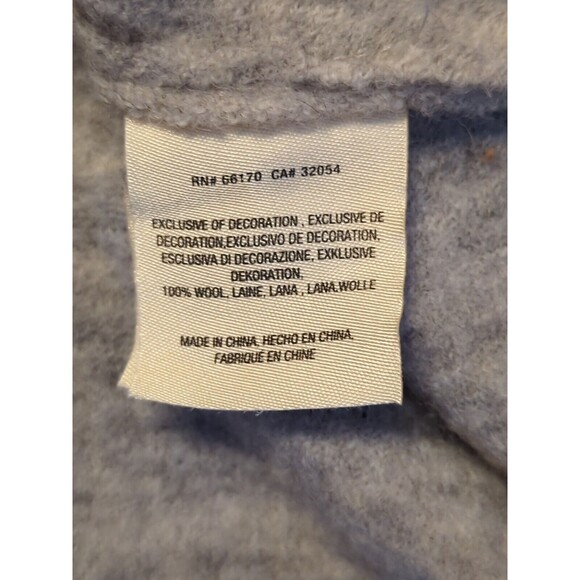 RN# 66170 CA# 32054
EXCLUSIVE OF DECORATION , EXCLUSIVE DE
DECORATION,EXCLUSIVO DE DECORATION,
ESCLUSIVA DI DECORAZIONE, EXKLUSIVE
DEKORATION,
100% WOOL, LAINE, LANA , LANA,WOLLE
MADE IN CHINA, HECHO EN CHINA,
FABRIQUÉ EN CHINE